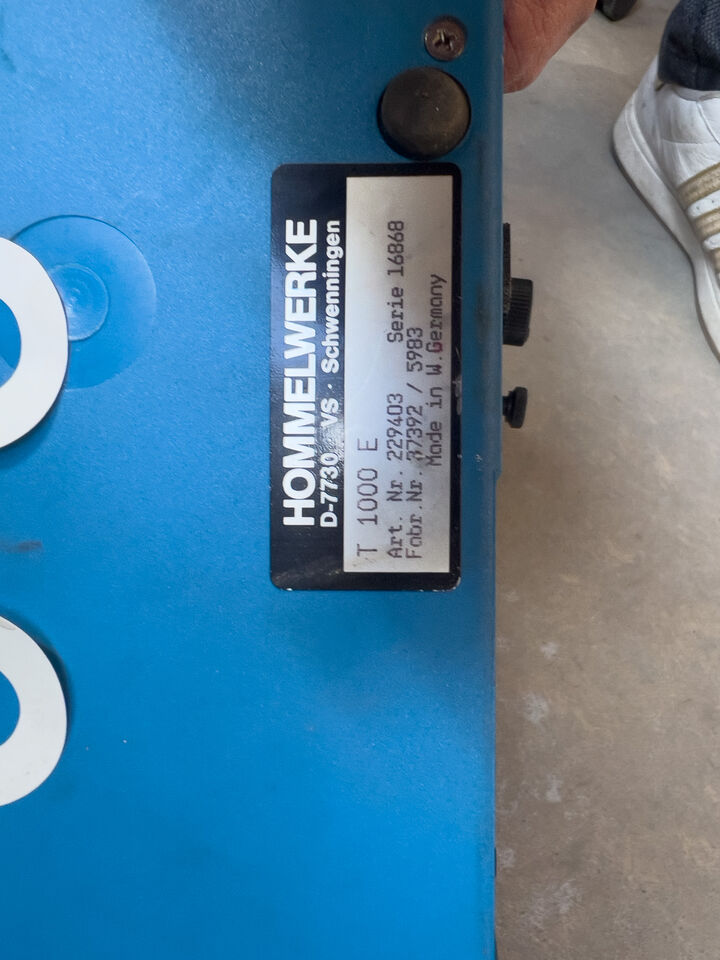 HOMMELWERKE
D-7730 VS · Schwenningen
T 1000 E
Art. Nr. 229403 Serie 16868
Fabr.Nr. 37392 / 5983
Made in W.Germany